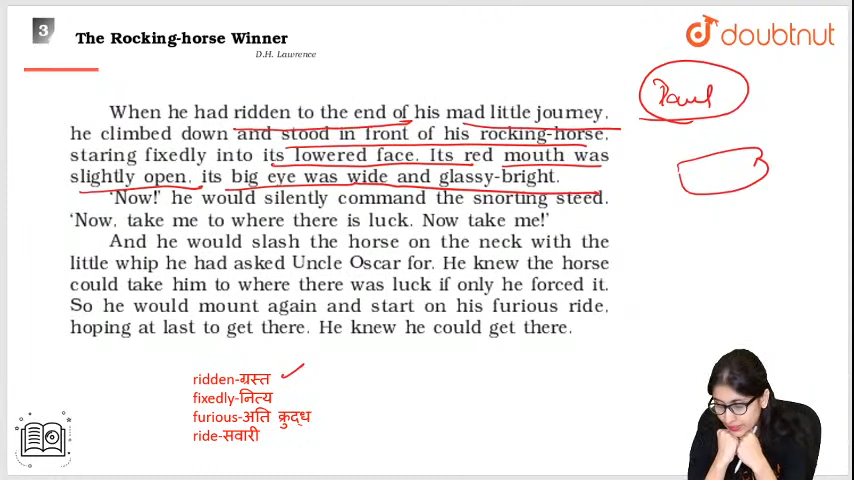 3
The Rocking-horse Winner
D.H. Lawrence
doubtnut
Paul
When he had ridden to the end of his mad little journey,
he climbed down and stood in front of his rocking-horse,
staring fixedly into its lowered face. Its red mouth was
slightly open, its big eye was wide and glassy-bright.
'Now!' he would silently command the snorting steed.
'Now, take me to where there is luck. Now take me!'
And he would slash the horse on the neck with the
little whip he had asked Uncle Oscar for. He knew the horse
could take him to where there was luck if only he forced it.
So he would mount again and start on his furious ride,
hoping at last to get there. He knew he could get there.
ridden-ग्रस्त
fixedly-नित्य
furious-अति क्रुद्ध
ride-सवारी